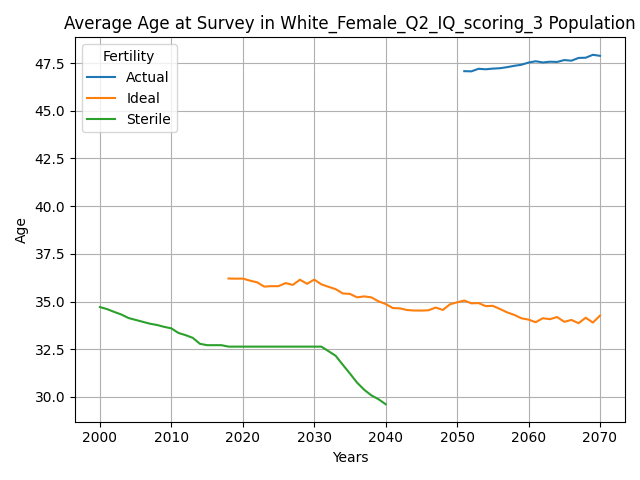 Average Age at Survey in White_Female_Q2_IQ_scoring_3 Population
Fertility
Actual
Ideal
Sterile
47.5
45.0
42.5
40.0
37.5
35.0
32.5
30.0
Age
2000 2010 2020 2030 2040 2050 2060 2070
Years